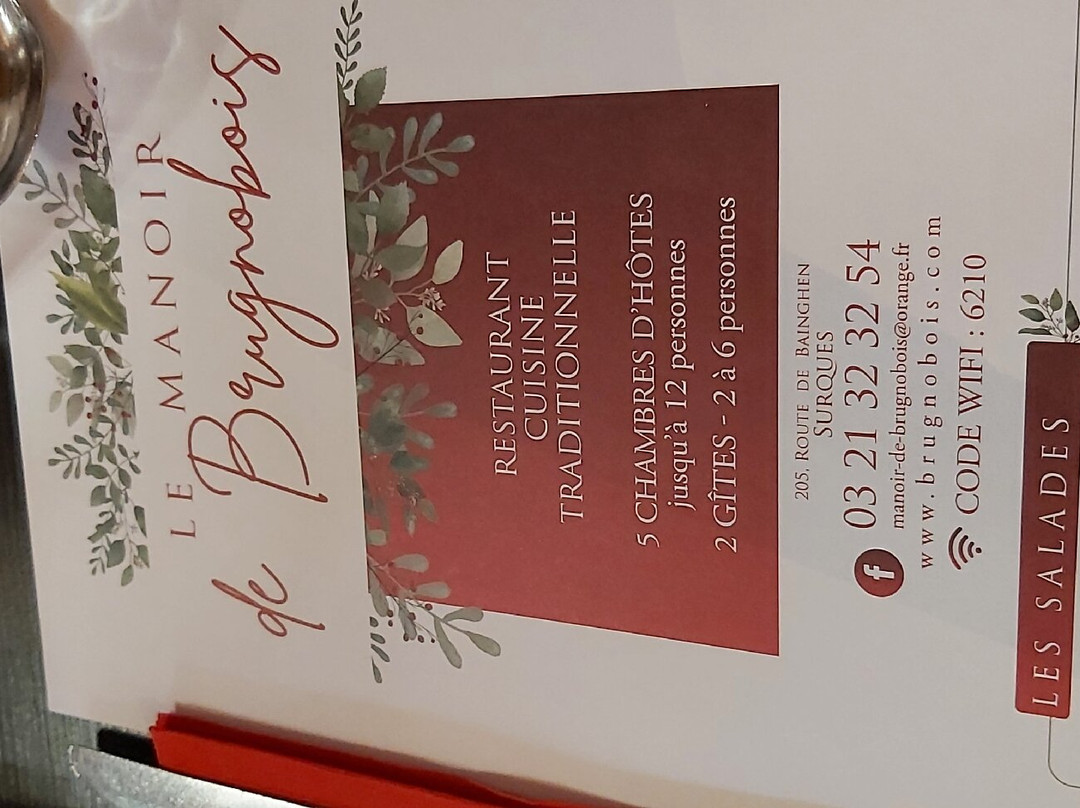 LE MANOIR
de Brugnobois
RESTAURANT
CUISINE
TRADITIONNELLE
5 CHAMBRES D'HÔTES
jusqu'à 12 personnes
2 GÎTES - 2 à 6 personnes
205, ROUTE DE BAINGHEN
SURQUES
f 03 21 32 32 54
manoir-de-brugnobois@orange.fr
www.brugnobois.com
CODE WIFI : 6210
LES SALADES